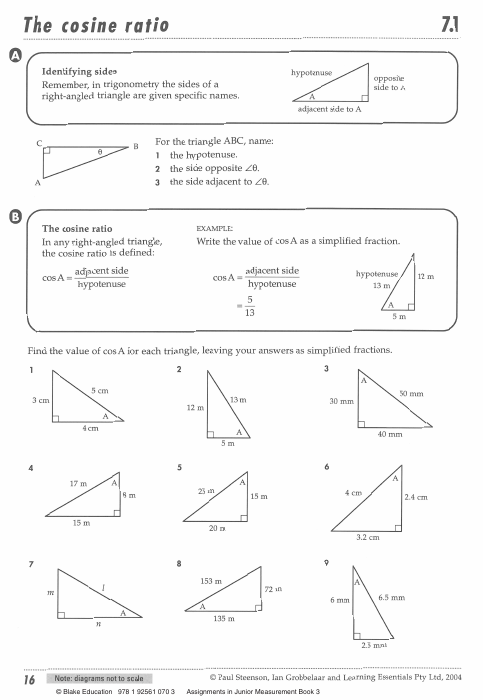 The cosine ratio
7.1
A
Identifying sides
Remember, in trigonometry the sides of a
right-angled triangle are given specific names.
hypotenuse
opposite
side to A
A
adjacent side to A
C
B
θ
A
For the triangle ABC, name:
1 the hypotenuse.
2 the side opposite ∠θ.
3 the side adjacent to ∠θ.
B
The cosine ratio
In any right-angled triangle,
the cosine ratio is defined:
cos A = adjacent side
hypotenuse
EXAMPLE:
Write the value of cos A as a simplified fraction.
cos A = adjacent side
hypotenuse
= 5
13
hypotenuse
13 m
12 m
A
5 m
Find the value of cos A for each triangle, leaving your answers as simplified fractions.
1
3 cm
5 cm
A
4 cm
2
12 m
13 m
A
5 m
3
A
30 mm
50 mm
40 mm
4
17 m
A
8 m
15 m
5
25 m
A
15 m
20 m
6
4 cm
A
2.4 cm
3.2 cm
7
m
l
A
n
8
153 m
72 m
A
135 m
9
A
6 mm
6.5 mm
2.5 mm
16
Note: diagrams not to scale
© Paul Steenson, Ian Grobbelaar and Learning Essentials Pty Ltd, 2004
© Blake Education 978 1 92561 070 3 Assignments in Junior Measurement Book 3